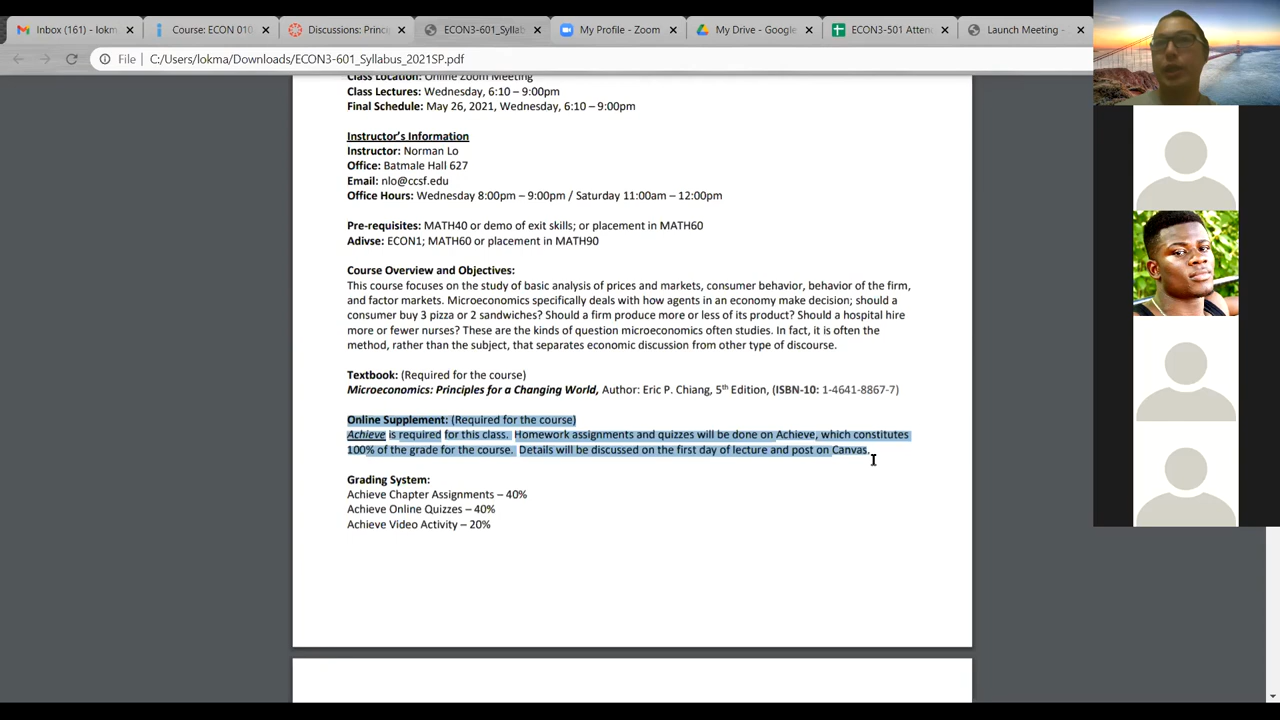 Inbox (161) - lokm
Course: ECON 010
Discussions: Prince
ECON3-601_Syllab
My Profile - Zoom
My Drive - Google
ECON3-501 Atten
Launch Meeting -
File | C:/Users/lokma/Downloads/ECON3-601_Syllabus_2021SP.pdf
Class Location: Online Zoom Meeting
Class Lectures: Wednesday, 6:10 – 9:00pm
Final Schedule: May 26, 2021, Wednesday, 6:10 – 9:00pm
Instructor's Information
Instructor: Norman Lo
Office: Batmale Hall 627
Email: nlo@ccsf.edu
Office Hours: Wednesday 8:00pm – 9:00pm / Saturday 11:00am – 12:00pm
Pre-requisites: MATH40 or demo of exit skills; or placement in MATH60
Adivse: ECON1; MATH60 or placement in MATH90
Course Overview and Objectives:
This course focuses on the study of basic analysis of prices and markets, consumer behavior, behavior of the firm,
and factor markets. Microeconomics specifically deals with how agents in an economy make decision; should a
consumer buy 3 pizza or 2 sandwiches? Should a firm produce more or less of its product? Should a hospital hire
more or fewer nurses? These are the kinds of question microeconomics often studies. In fact, it is often the
method, rather than the subject, that separates economic discussion from other type of discourse.
Textbook: (Required for the course)
Microeconomics: Principles for a Changing World, Author: Eric P. Chiang, 5th Edition, (ISBN-10: 1-4641-8867-7)
Online Supplement: (Required for the course)
Achieve is required for this class. Homework assignments and quizzes will be done on Achieve, which constitutes
100% of the grade for the course. Details will be discussed on the first day of lecture and post on Canvas.
Grading System:
Achieve Chapter Assignments – 40%
Achieve Online Quizzes – 40%
Achieve Video Activity – 20%